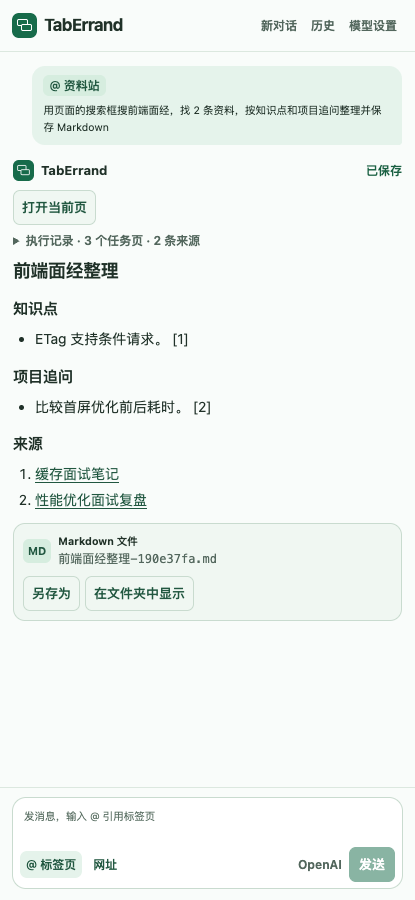 TabErrand
新对话 历史 模型设置
@ 资料站
用页面的搜索框搜前端面经，找 2 条资料，按知识点和项目追问整理并保
存 Markdown
TabErrand 已保存
打开当前页
▶ 执行记录 · 3 个任务页 · 2 条来源
前端面经整理
知识点
• ETag 支持条件请求。 [1]
项目追问
• 比较首屏优化前后耗时。 [2]
来源
1. 缓存面试笔记
2. 性能优化面试复盘
MD
Markdown 文件
前端面经整理-190e37fa.md
另存为 在文件夹中显示
发消息，输入 @ 引用标签页
@ 标签页 网址 OpenAI 发送